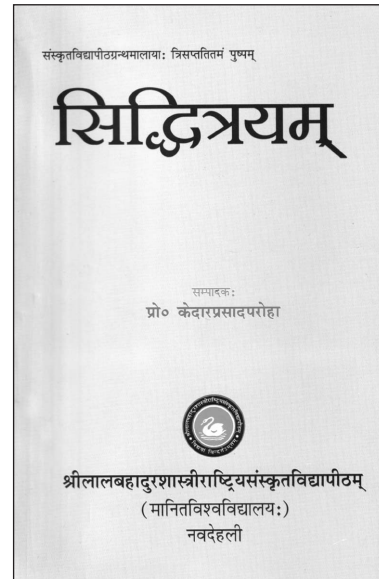 संस्कृतविद्यापीठग्रन्थमालायाः त्रिसप्ततितमं पुष्पम्
सिद्धित्रयम्
सम्पादकः
प्रो० केदारप्रसादपरोहा
श्रीलालबहादुरशास्त्रीराष्ट्रियसंस्कृतविद्यापीठम्
(मानितविश्वविद्यालयः)
नवदेहली